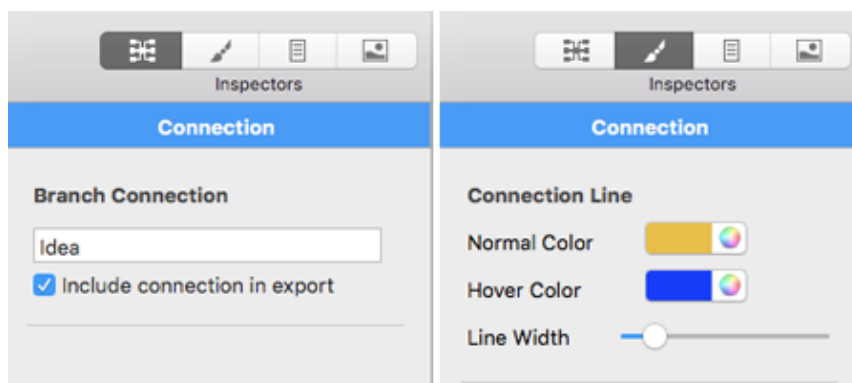 Inspectors
Connection
Branch Connection
Idea
Include connection in export
Inspectors
Connection
Connection Line
Normal Color
Hover Color
Line Width